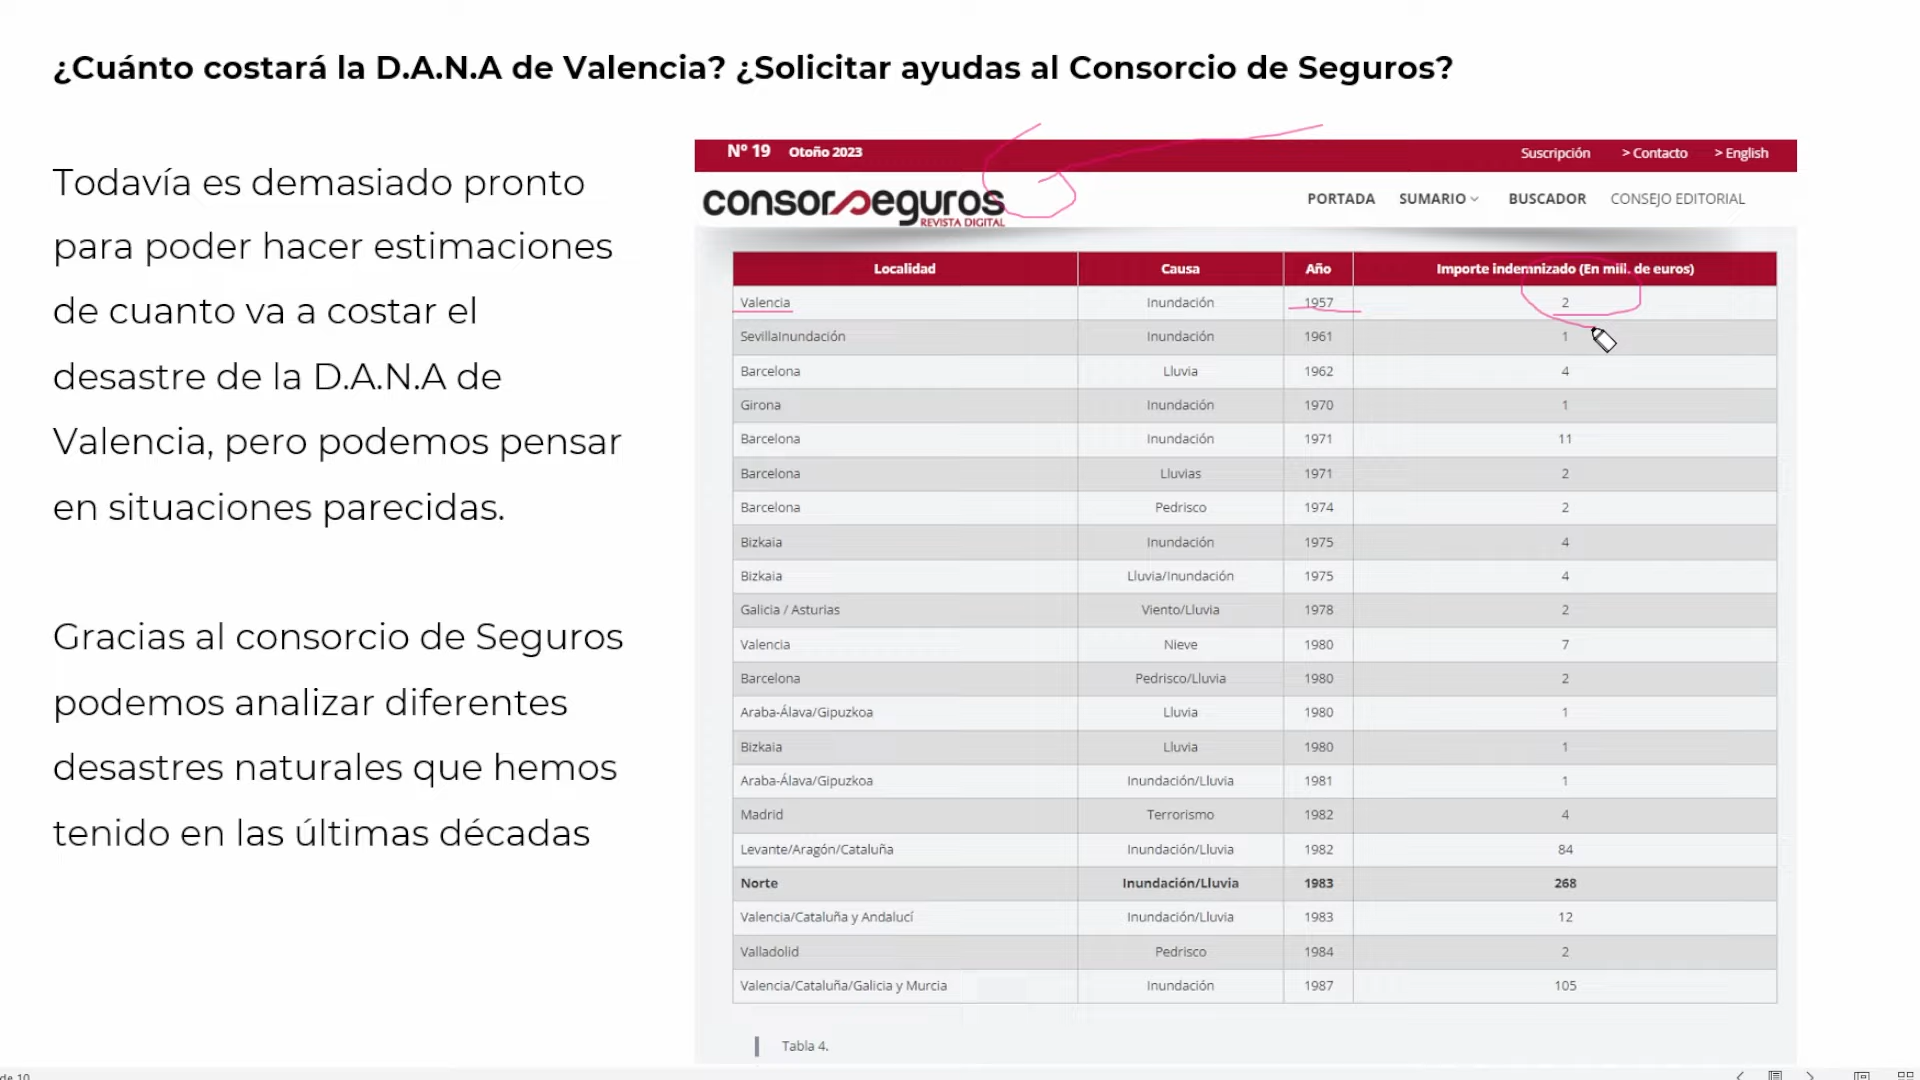 ¿Cuánto costará la D.A.N.A de Valencia? ¿Solicitar ayudas al Consorcio de Seguros?
Todavía es demasiado pronto
para poder hacer estimaciones
de cuanto va a costar el
desastre de la D.A.N.A de
Valencia, pero podemos pensar
en situaciones parecidas.
Gracias al consorcio de Seguros
podemos analizar diferentes
desastres naturales que hemos
tenido en las últimas décadas
Nº 19 Otoño 2023 Suscripción > Contacto > English
consorseguros PORTADA SUMARIO BUSCADOR CONSEJO EDITORIAL
REVISTA DIGITAL
Localidad Causa Año Importe indemnizado (En mill. de euros)
Valencia Inundación 1957 2
SevillaInundación Inundación 1961 1
Barcelona Lluvia 1962 4
Girona Inundación 1970 1
Barcelona Inundación 1971 11
Barcelona Lluvias 1971 2
Barcelona Pedrisco 1974 2
Bizkaia Inundación 1975 4
Bizkaia Lluvia/Inundación 1975 4
Galicia / Asturias Viento/Lluvia 1978 2
Valencia Nieve 1980 7
Barcelona Pedrisco/Lluvia 1980 2
Araba-Álava/Gipuzkoa Lluvia 1980 1
Bizkaia Lluvia 1980 1
Araba-Álava/Gipuzkoa Inundación/Lluvia 1981 1
Madrid Terrorismo 1982 4
Levante/Aragón/Cataluña Inundación/Lluvia 1982 84
Norte Inundación/Lluvia 1983 268
Valencia/Cataluña y Andalucí Inundación/Lluvia 1983 12
Valladolid Pedrisco 1984 2
Valencia/Cataluña/Galicia y Murcia Inundación 1987 105
Tabla 4.
de 10